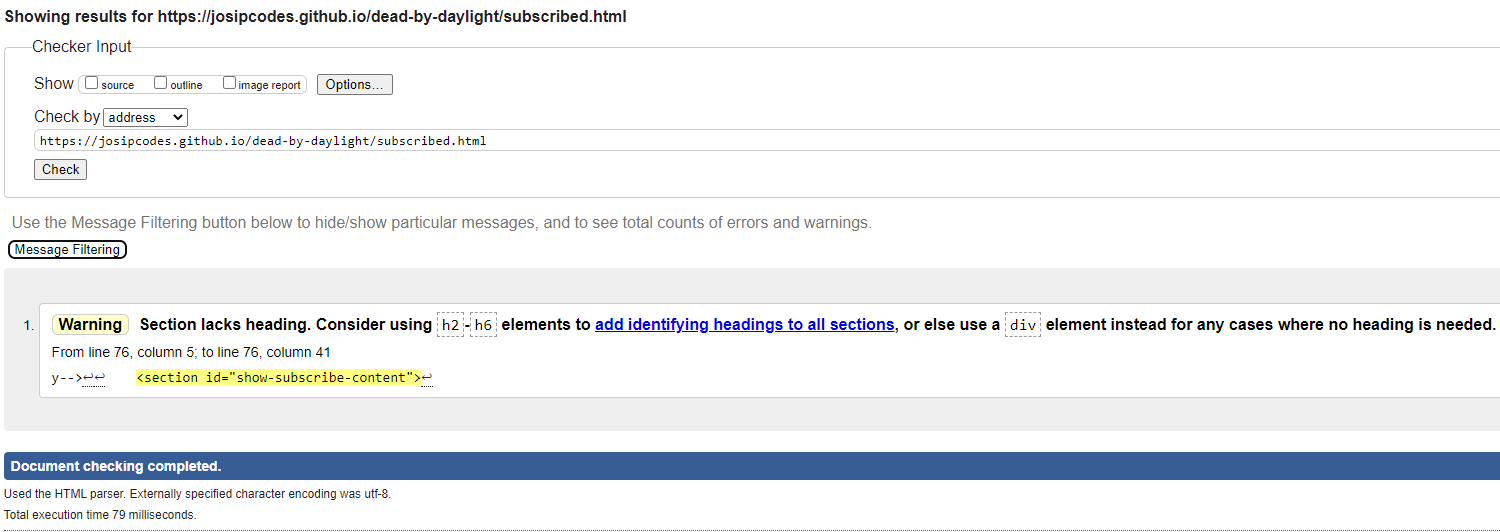 Showing results for https://josipcodes.github.io/dead-by-daylight/subscribed.html
Checker Input
Show source outline image report Options...
Check by address
https://josipcodes.github.io/dead-by-daylight/subscribed.html
Check
Use the Message Filtering button below to hide/show particular messages, and to see total counts of errors and warnings.
Message Filtering
1. Warning Section lacks heading. Consider using h2-h6 elements to add identifying headings to all sections, or else use a div element instead for any cases where no heading is needed.
From line 76, column 5; to line 76, column 41
y-->↩↩ <section id="show-subscribe-content">↩
Document checking completed.
Used the HTML parser. Externally specified character encoding was utf-8.
Total execution time 79 milliseconds.